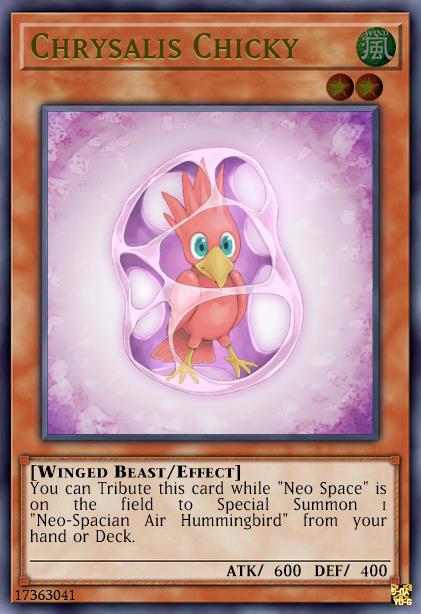 CHRYSALIS CHICKY
WIND
風
[WINGED BEAST/EFFECT]
You can Tribute this card while "Neo Space" is
on the field to Special Summon 1
"Neo-Spacian Air Hummingbird" from your
hand or Deck.
ATK/ 600 DEF/ 400
17363041